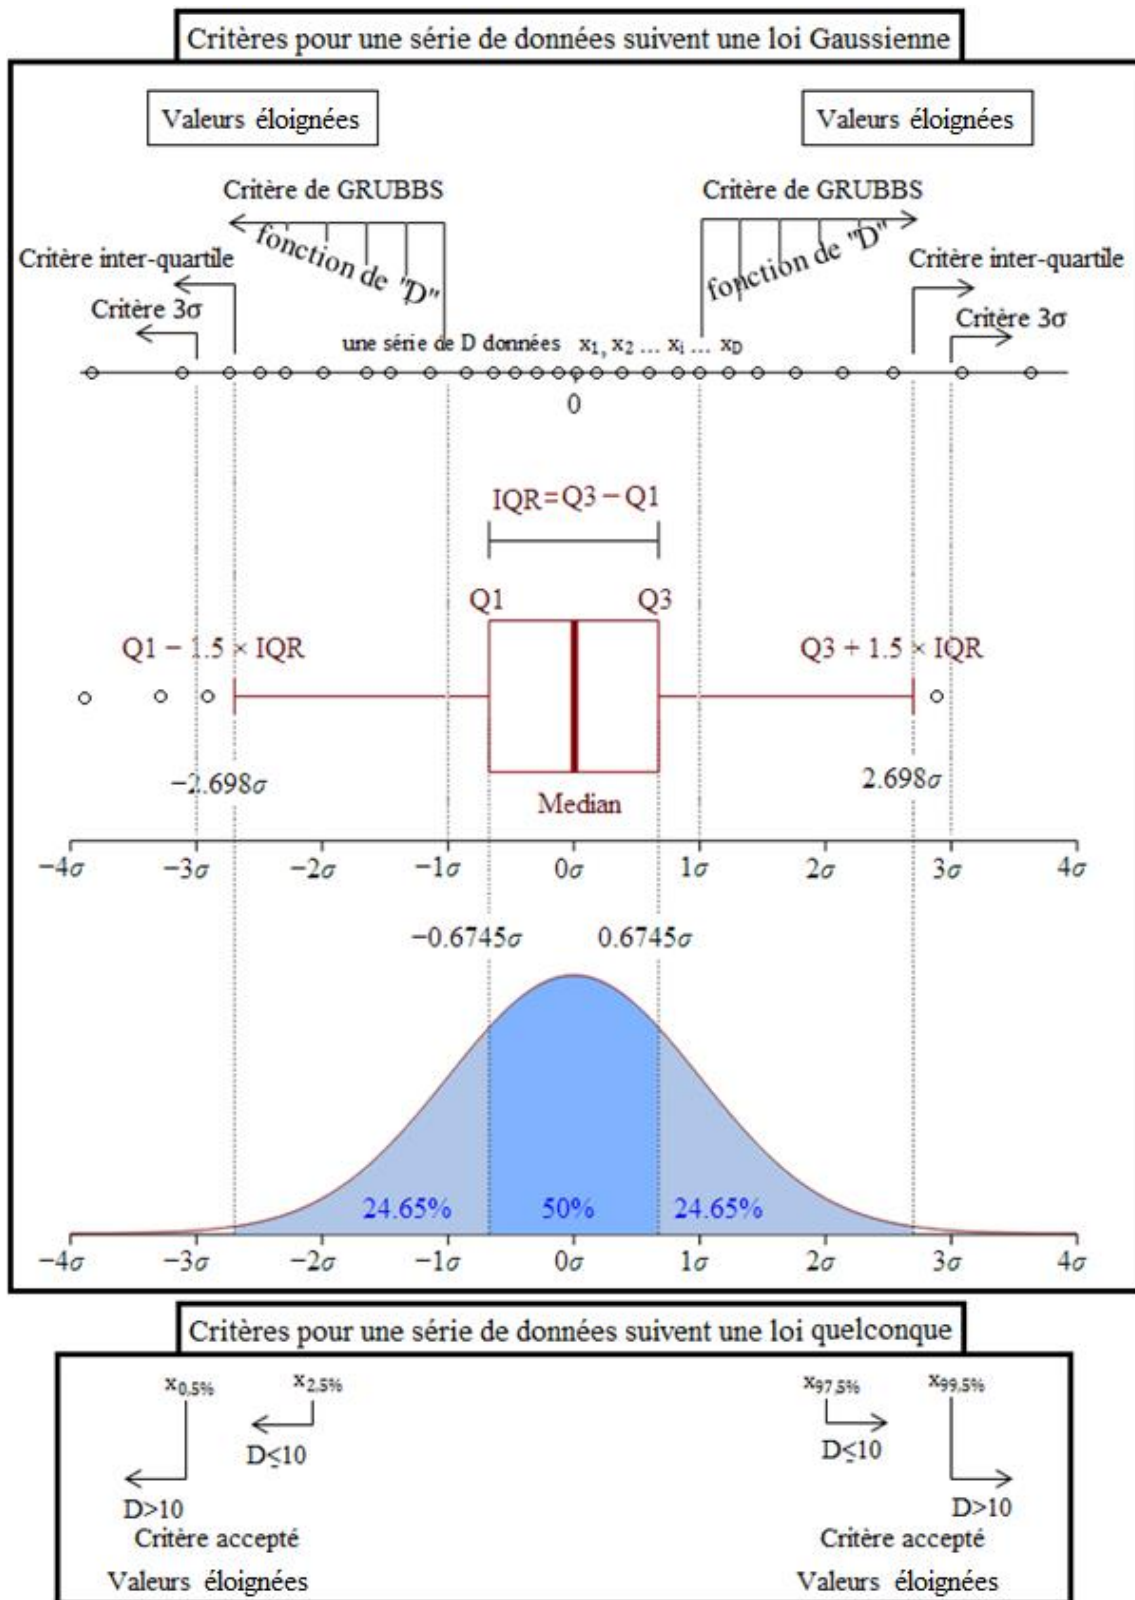 Critères pour une série de données suivent une loi Gaussienne
Valeurs éloignées
Valeurs éloignées
Critère de GRUBBS
Critère de GRUBBS
fonction de "D"
fonction de "D"
Critère inter-quartile
Critère inter-quartile
Critère 3σ
Critère 3σ
une série de D données x1, x2 ... xi ... xD
0
IQR = Q3 − Q1
Q1
Q3
Q1 − 1.5 × IQR
Q3 + 1.5 × IQR
−2.698σ
2.698σ
Median
−4σ −3σ −2σ −1σ 0σ 1σ 2σ 3σ 4σ
−0.6745σ 0.6745σ
24.65% 50% 24.65%
−4σ −3σ −2σ −1σ 0σ 1σ 2σ 3σ 4σ
Critères pour une série de données suivent une loi quelconque
x0,5% x2,5% x97,5% x99,5%
D≤10
D≤10
D>10
D>10
Critère accepté
Critère accepté
Valeurs éloignées
Valeurs éloignées